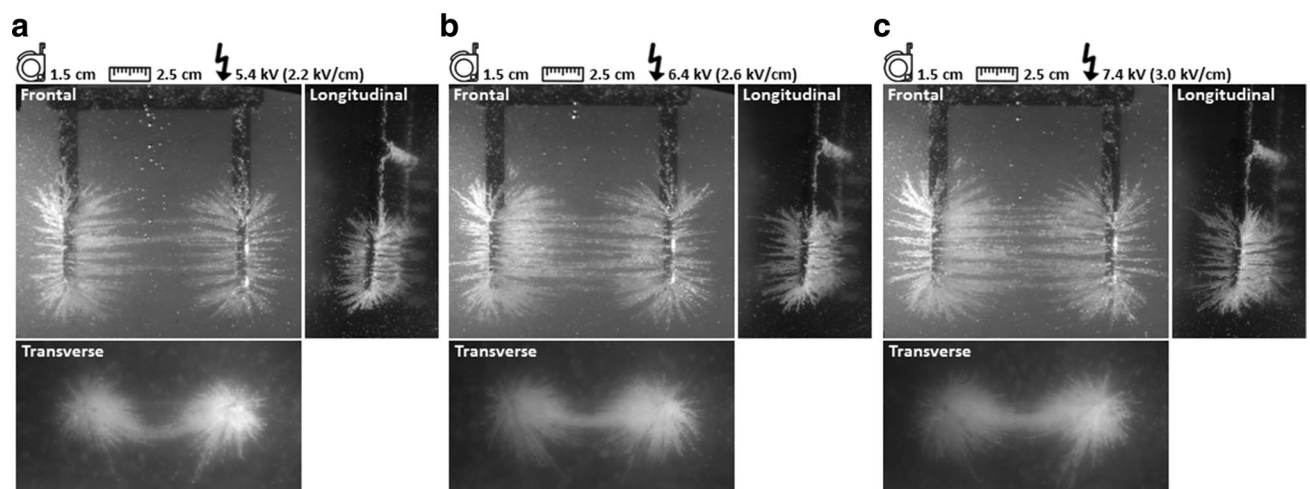 a
1.5 cm 2.5 cm 5.4 kV (2.2 kV/cm)
Frontal
Longitudinal
Transverse
b
1.5 cm 2.5 cm 6.4 kV (2.6 kV/cm)
Frontal
Longitudinal
Transverse
c
1.5 cm 2.5 cm 7.4 kV (3.0 kV/cm)
Frontal
Longitudinal
Transverse